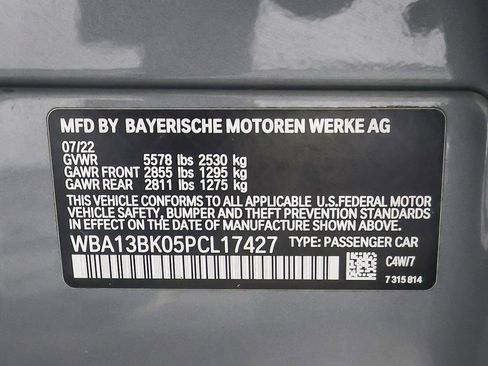 MFD BY BAYERISCHE MOTOREN WERKE AG
07/22
GVWR 5578 lbs 2530 kg
GAWR FRONT 2855 lbs 1295 kg
GAWR REAR 2811 lbs 1275 kg
THIS VEHICLE CONFORMS TO ALL APPLICABLE U.S.FEDERAL MOTOR
VEHICLE SAFETY, BUMPER, AND THEFT PREVENTION STANDARDS
IN EFFECT ON THE DATE OF MANUFACTURE SHOWN ABOVE.
WBA13BK05PCL17427 TYPE: PASSENGER CAR
C4W/7
7 315 814